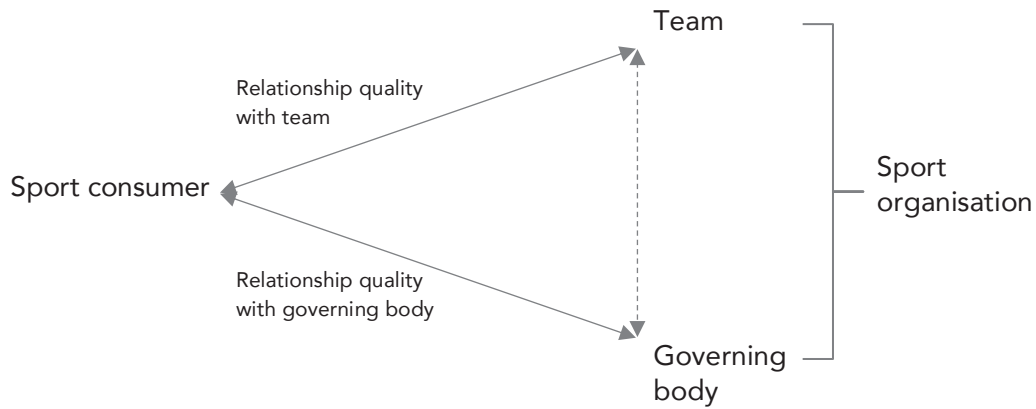 Team
Relationship quality
with team
Sport consumer
Sport
organisation
Relationship quality
with governing body
Governing
body